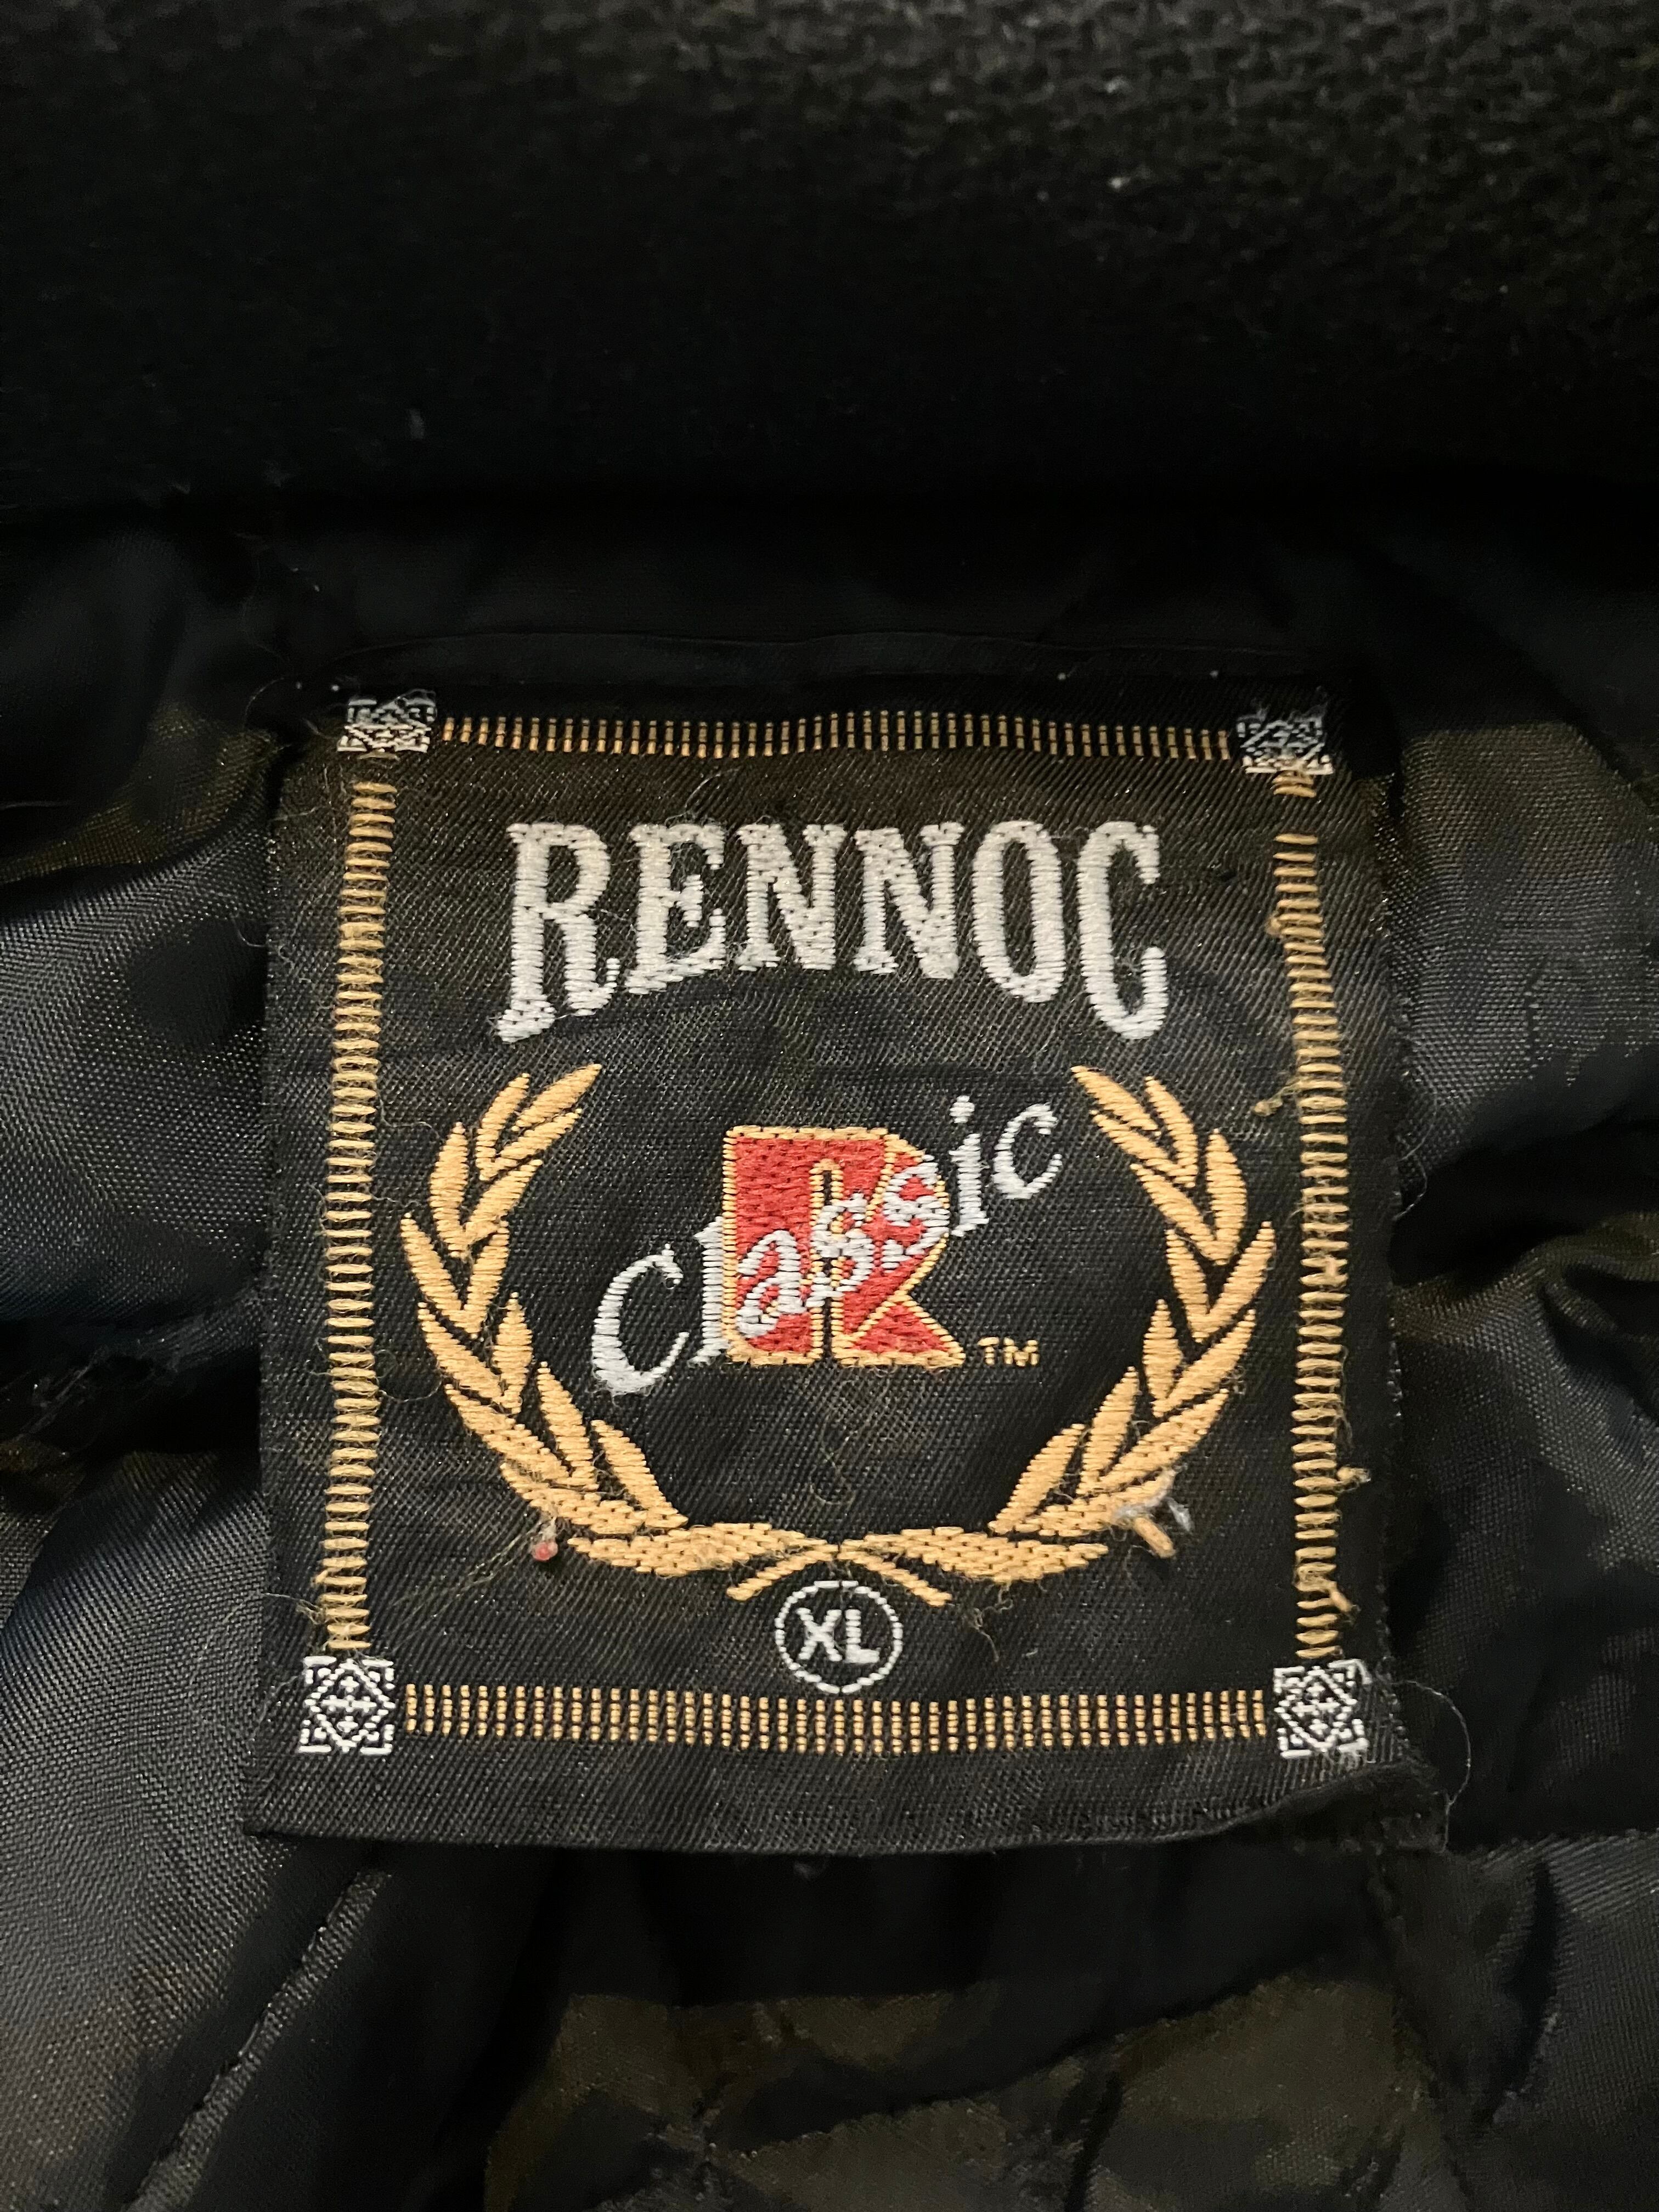 RENNOC
Classic
R TM
XL